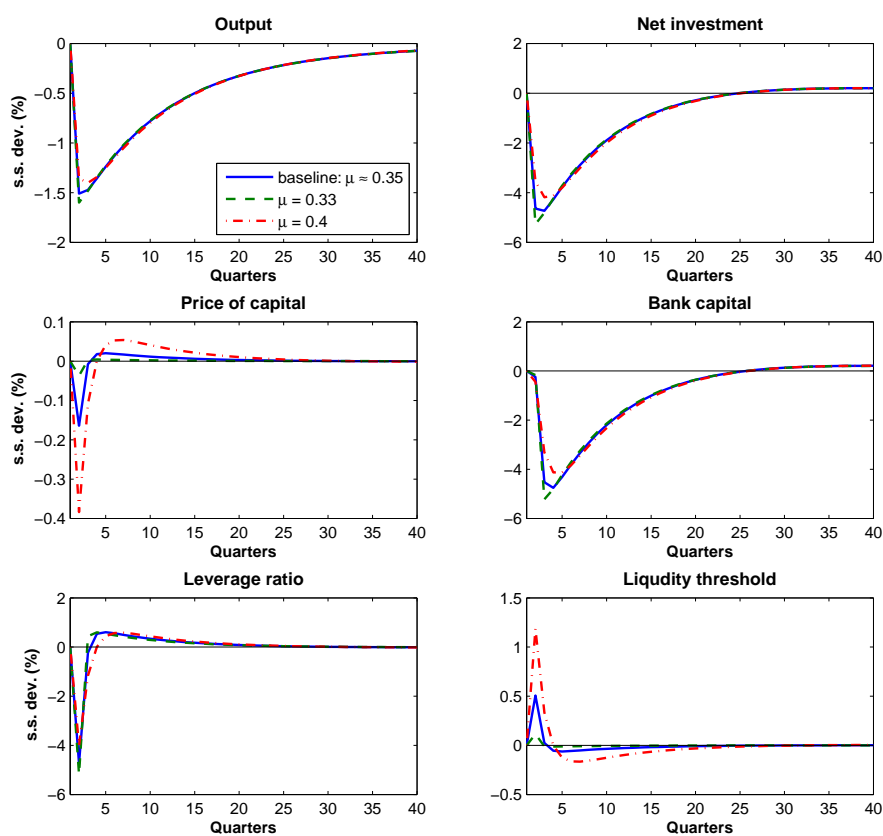 Output
0
−0.5
−1
−1.5
−2
s.s. dev. (%)
5 10 15 20 25 30 35 40
Quarters
baseline: μ ≈ 0.35
μ = 0.33
μ = 0.4
Net investment
2
0
−2
−4
−6
5 10 15 20 25 30 35 40
Quarters
Price of capital
0.1
0
−0.1
−0.2
−0.3
−0.4
s.s. dev. (%)
5 10 15 20 25 30 35 40
Quarters
Bank capital
2
0
−2
−4
−6
5 10 15 20 25 30 35 40
Quarters
Leverage ratio
2
0
−2
−4
−6
s.s. dev. (%)
5 10 15 20 25 30 35 40
Quarters
Liqudity threshold
1.5
1
0.5
0
−0.5
5 10 15 20 25 30 35 40
Quarters